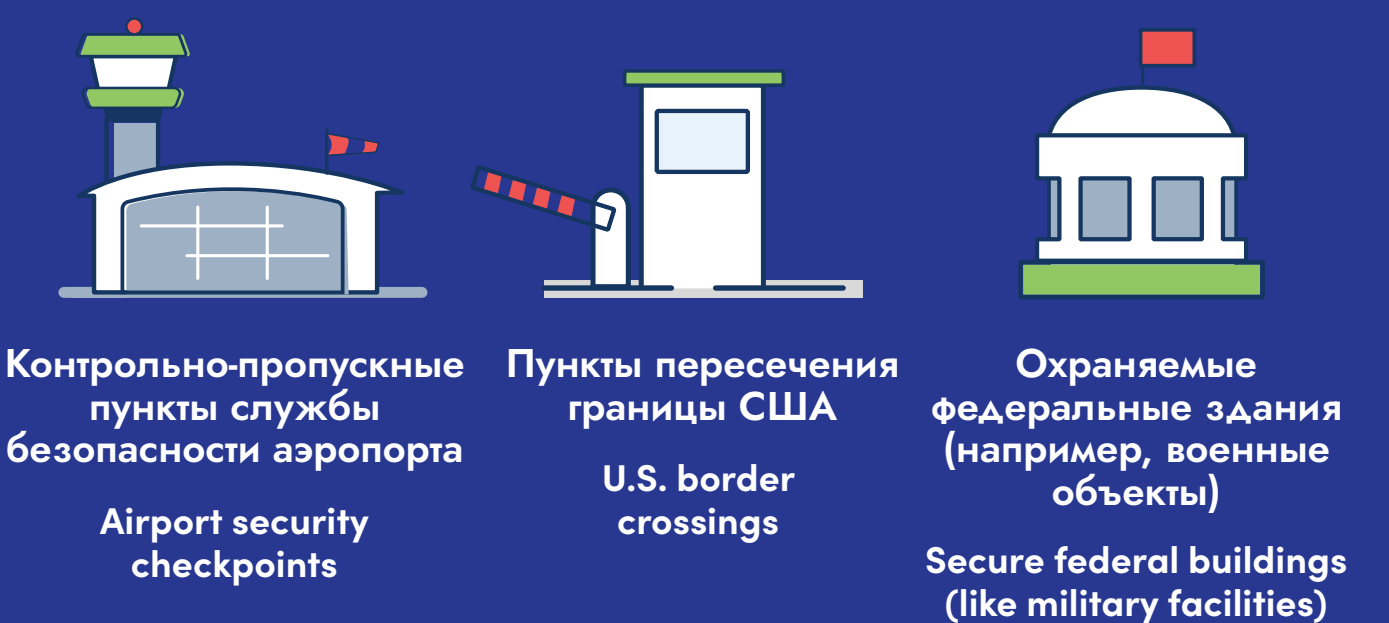 Контрольно-пропускные
пункты службы
безопасности аэропорта
Airport security
checkpoints
Пункты пересечения
границы США
U.S. border
crossings
Охраняемые
федеральные здания
(например, военные
объекты)
Secure federal buildings
(like military facilities)